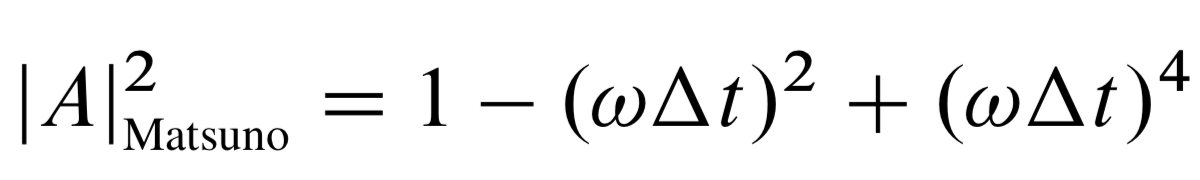 |A|²_Matsuno = 1 − (ωΔt)² + (ωΔt)⁴